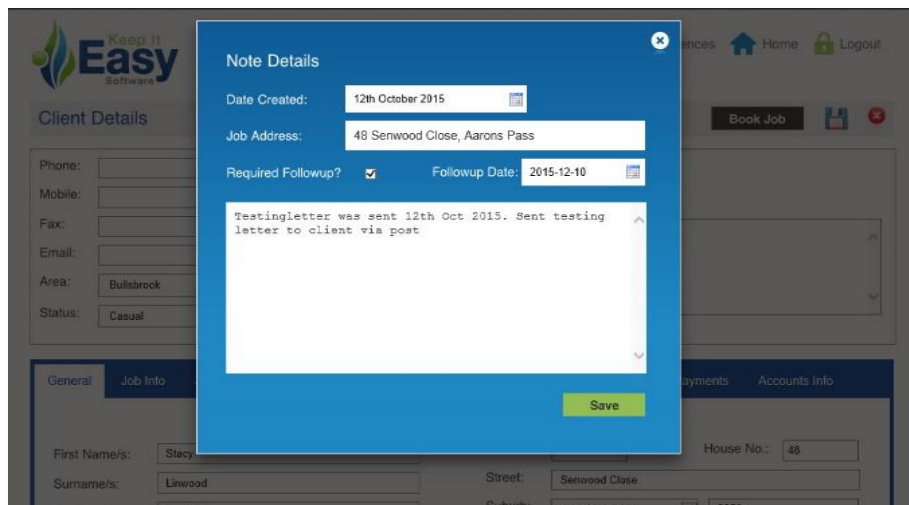 Keep It
Easy
Software
ences Home Logout
Client Details
Book Job
Phone:
Mobile:
Fax:
Email:
Area: Bullsbrook
Status: Casual
Note Details
Date Created: 12th October 2015
Job Address: 48 Senwood Close, Aarons Pass
Required Followup? Followup Date: 2015-12-10
Testingletter was sent 12th Oct 2015. Sent testing
letter to client via post
Save
General Job Info ayments Accounts Info
First Name/s: Stacy House No.: 48
Surname/s: Linwood Street: Senwood Close